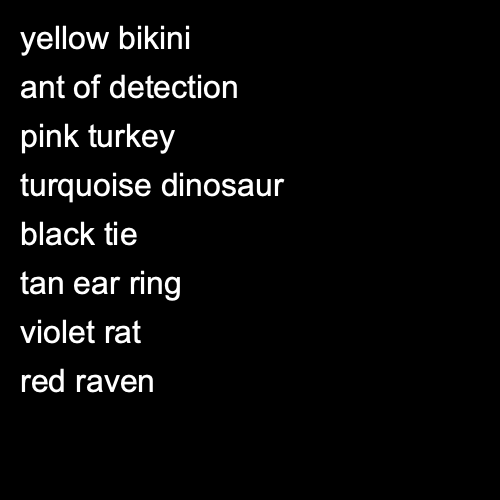 yellow bikini
ant of detection
pink turkey
turquoise dinosaur
black tie
tan ear ring
violet rat
red raven